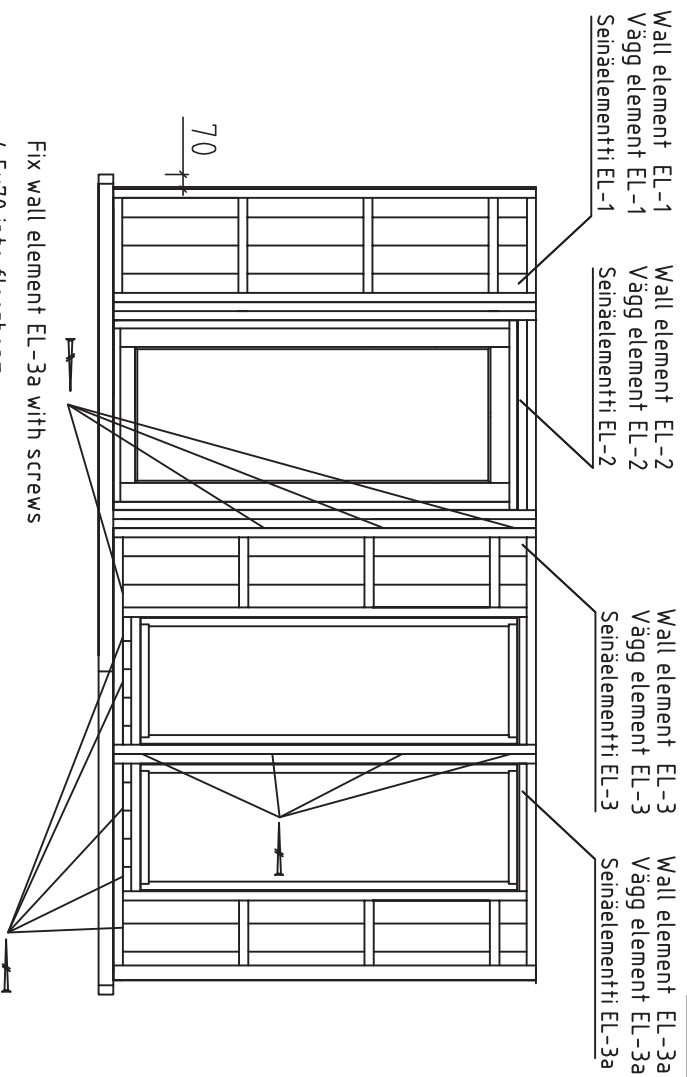 Wall element EL-1
Vägg element EL-1
Seinäelementti EL-1
Wall element EL-2
Vägg element EL-2
Seinäelementti EL-2
Wall element EL-3
Vägg element EL-3
Seinäelementti EL-3
Wall element EL-3a
Vägg element EL-3a
Seinäelementti EL-3a
70
Fix wall element EL-3a with screws